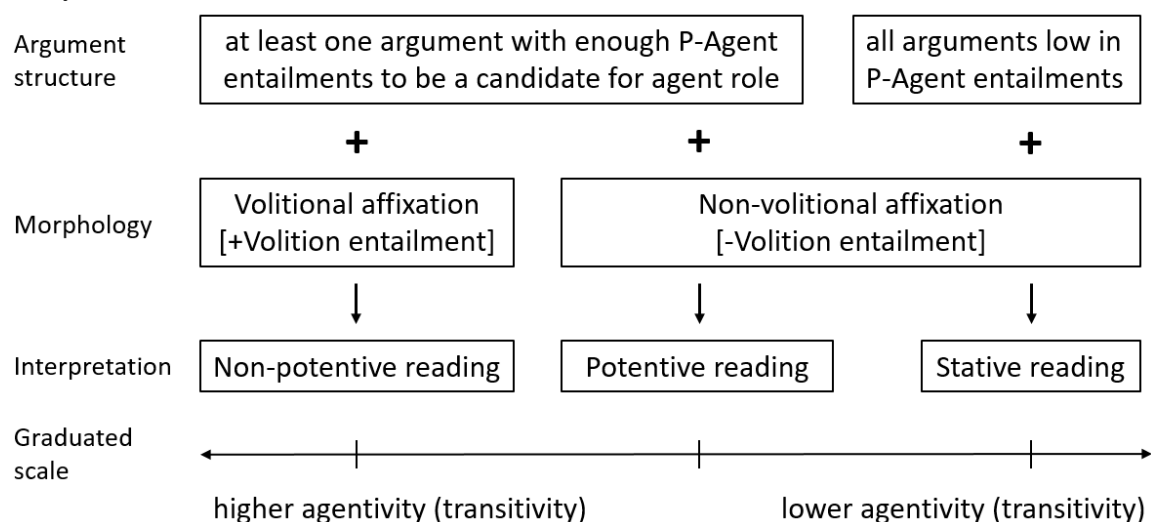 Argument
structure
at least one argument with enough P-Agent
entailments to be a candidate for agent role
all arguments low in
P-Agent entailments
+
+
+
Morphology
Volitional affixation
[+Volition entailment]
Non-volitional affixation
[-Volition entailment]
Interpretation
Non-potentive reading
Potentive reading
Stative reading
Graduated
scale
higher agentivity (transitivity)
lower agentivity (transitivity)